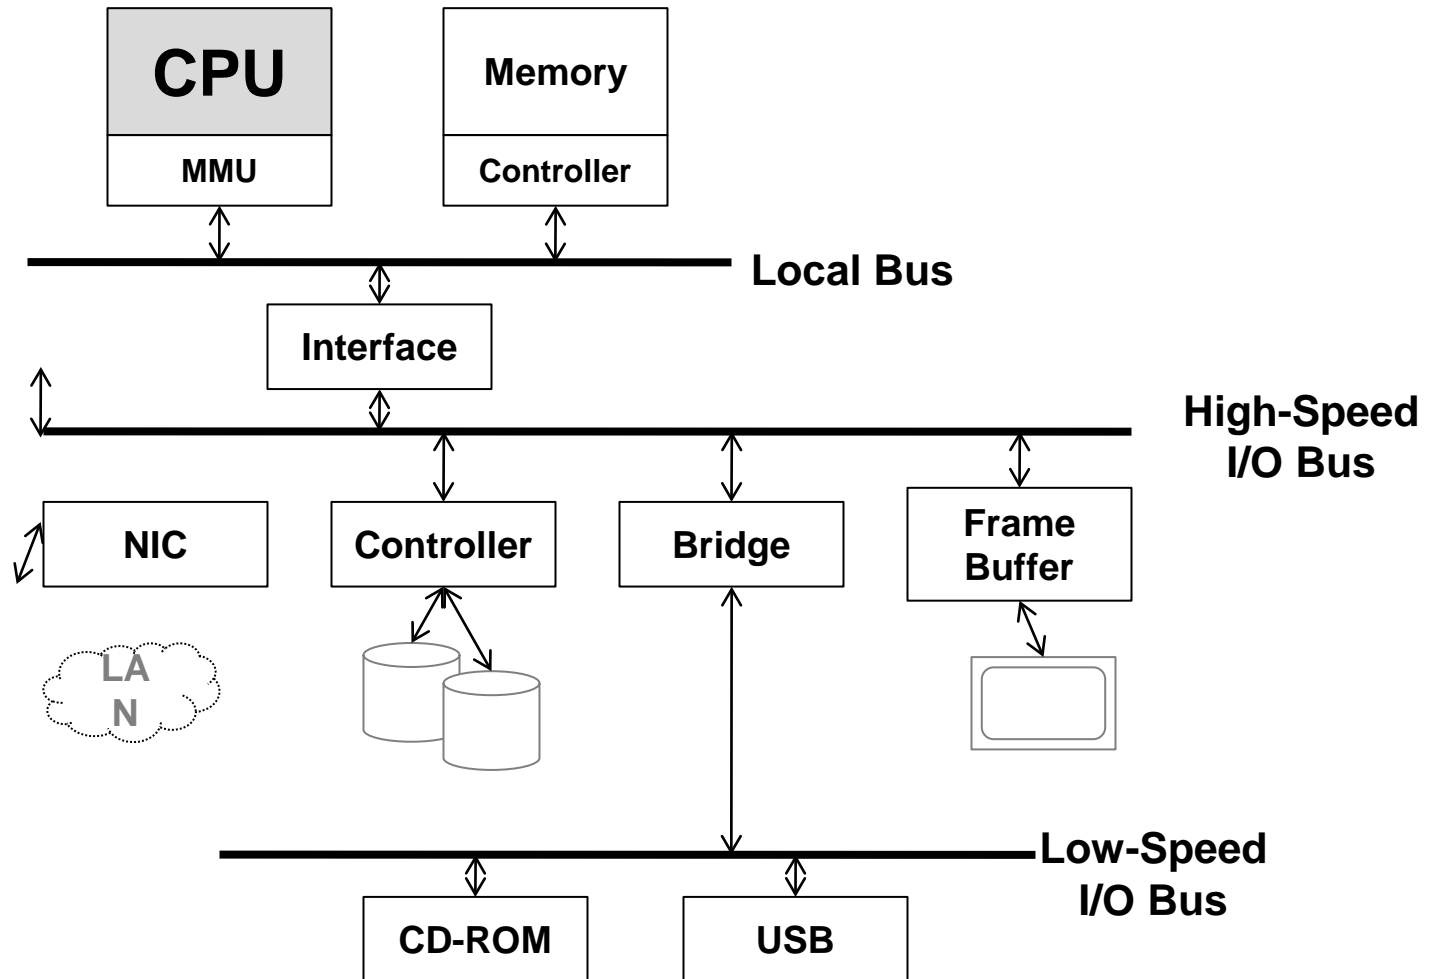 CPU
Memory
MMU
Controller
Local Bus
Interface
High-Speed
I/O Bus
NIC
Controller
Bridge
Frame
Buffer
LA
N
Low-Speed
I/O Bus
CD-ROM
USB